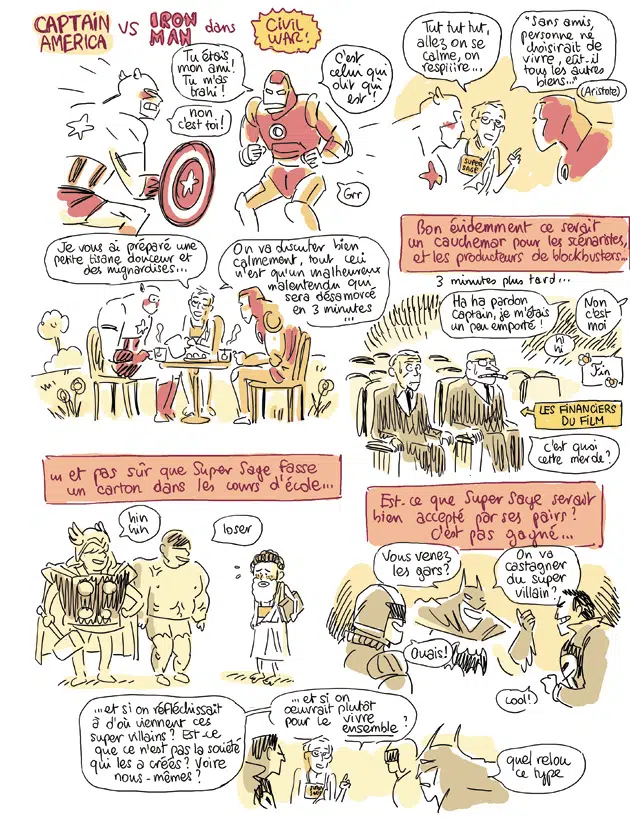 CAPTAIN
AMERICA
VS
IRON
MAN
dans
CIVIL
WAR!
Tu étais
mon ami!
Tu m'as
trahi!
non
c'est toi!
C'est
celui qui
dit qui
est!
Grr
Tut tut tut,
allez on se
calme, on
respiiire...
"Sans amis,
personne ne
choisirait de
vivre, eût-il
tous les autres
biens..."
(Aristote)
SUPER
SAGE
Je vous ai préparé une
petite tisane douceur et
des mignardises...
On va discuter bien
calmement, tout ceci
n'est qu'un malheureux
malentendu qui
sera désamorcé
en 3 minutes
...
Bon évidemment ce serait
un cauchemar pour les scénaristes,
et les producteurs de blockbusters...
3 minutes plus tard...
Ha ha pardon
Captain, je m'étais
un peu emporté!
Non
c'est
moi
hi
hi
Fin
LES FINANCIERS
DU FILM
C'est quoi
cette merde?
... et pas sûr que Super Sage fasse
un carton dans les cours d'école...
hin
hin
loser
Est-ce que Super Sage serait
bien accepté par ses pairs?
C'est pas gagné...
Vous venez
les gars?
On va
castagner
du super
villain?
Ouais!
cool!
...et si on réfléchissait
à d'où viennent ces
super villains? Est-ce
que ce n'est pas la société
qui les a créés? Voire
nous-mêmes?
...et si on
oeuvrait plutôt
pour le vivre
ensemble?
SUPER
SAGE
quel relou
ce type